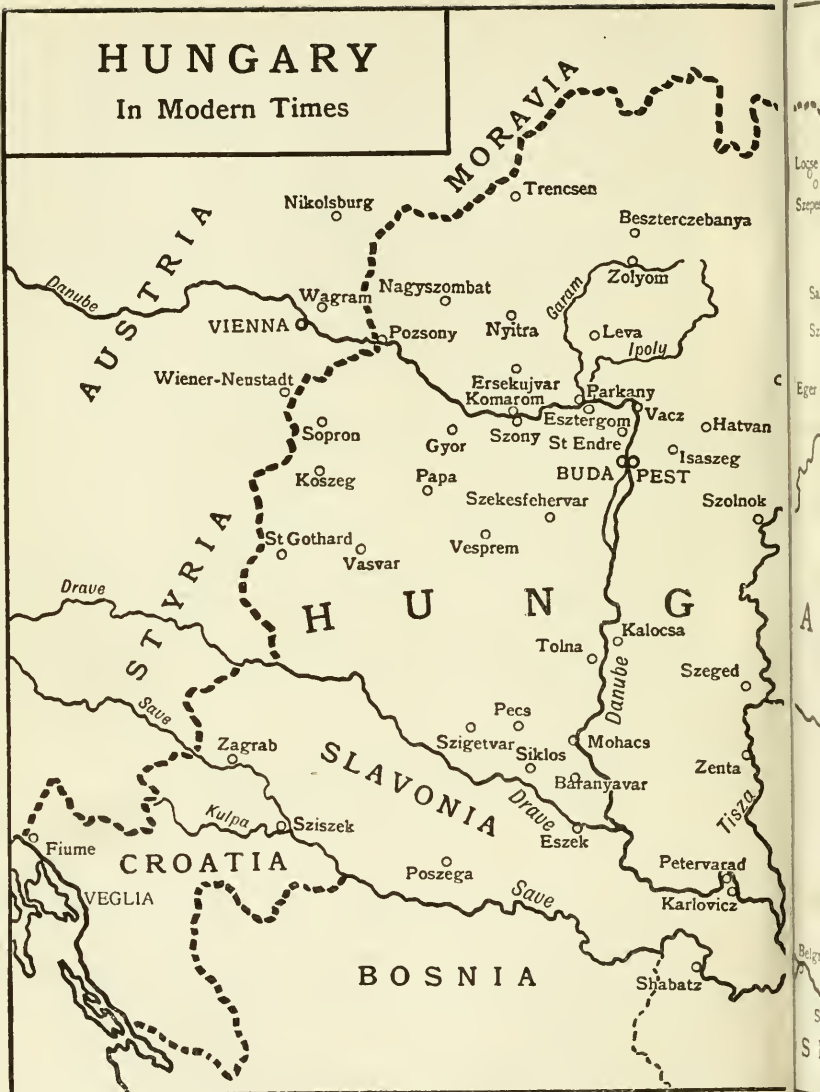 HUNGARY
In Modern Times
MORAVIA
Trencsen
Nikolsburg
Beszterczebanya
AUSTRIA
Danube
Wagram
Nagyszombat
Zolyom
Garam
VIENNA
Pozsony
Nyitra
Leva
Ipoly
Wiener-Neustadt
Ersekujvar
Komarom
Parkany
Eger
Esztergom
Vacz
Hatvan
Sopron
Gyor
Szony
St Endre
Isaszeg
BUDA
PEST
Koszeg
Papa
Szekesfehervar
Szolnok
St Gothard
Vasvar
Vesprem
STYRIA
Drave
HUNG
A
Kalocsa
Tolna
Danube
Szeged
Save
Pecs
Szigetvar
Mohacs
Siklos
Zagrab
SLAVONIA
Baranyavar
Zenta
Drave
Tisza
Kulpa
Sziszek
Eszek
Fiume
CROATIA
Poszega
Petervarad
VEGLIA
Save
Karlovicz
BOSNIA
Shabatz